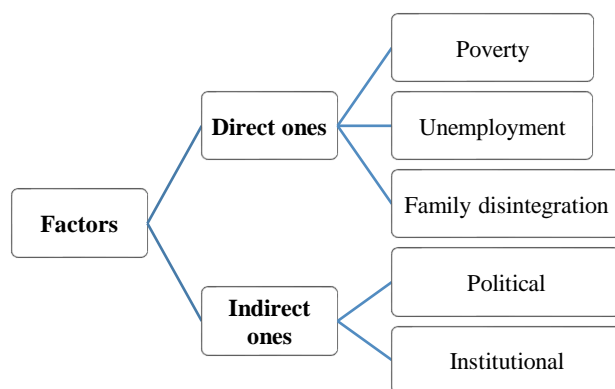 Factors
Direct ones
Poverty
Unemployment
Family disintegration
Indirect
ones
Political
Institutional